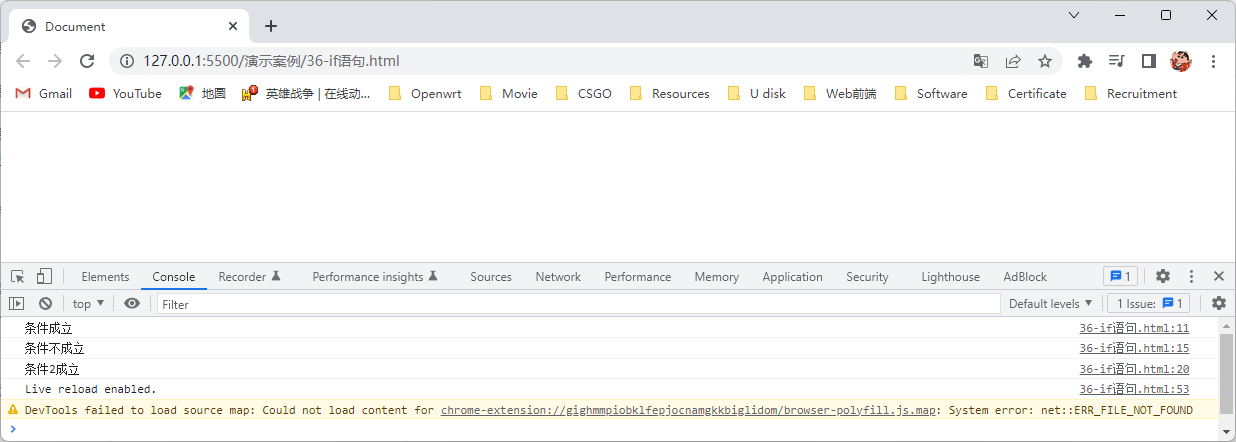 Document
127.0.0.1:5500/演示案例/36-if语句.html
Gmail YouTube 地图 英雄战争 | 在线动... Openwrt Movie CSGO Resources U disk Web前端 Software Certificate Recruitment
Elements Console Recorder Performance insights Sources Network Performance Memory Application Security Lighthouse AdBlock 1
top Filter Default levels 1 Issue: 1
条件成立 36-if语句.html:11
条件不成立 36-if语句.html:15
条件2成立 36-if语句.html:20
Live reload enabled. 36-if语句.html:53
DevTools failed to load source map: Could not load content for chrome-extension://gighmmpiobklfepjocnamgkkbiglidom/browser-polyfill.js.map: System error: net::ERR_FILE_NOT_FOUND